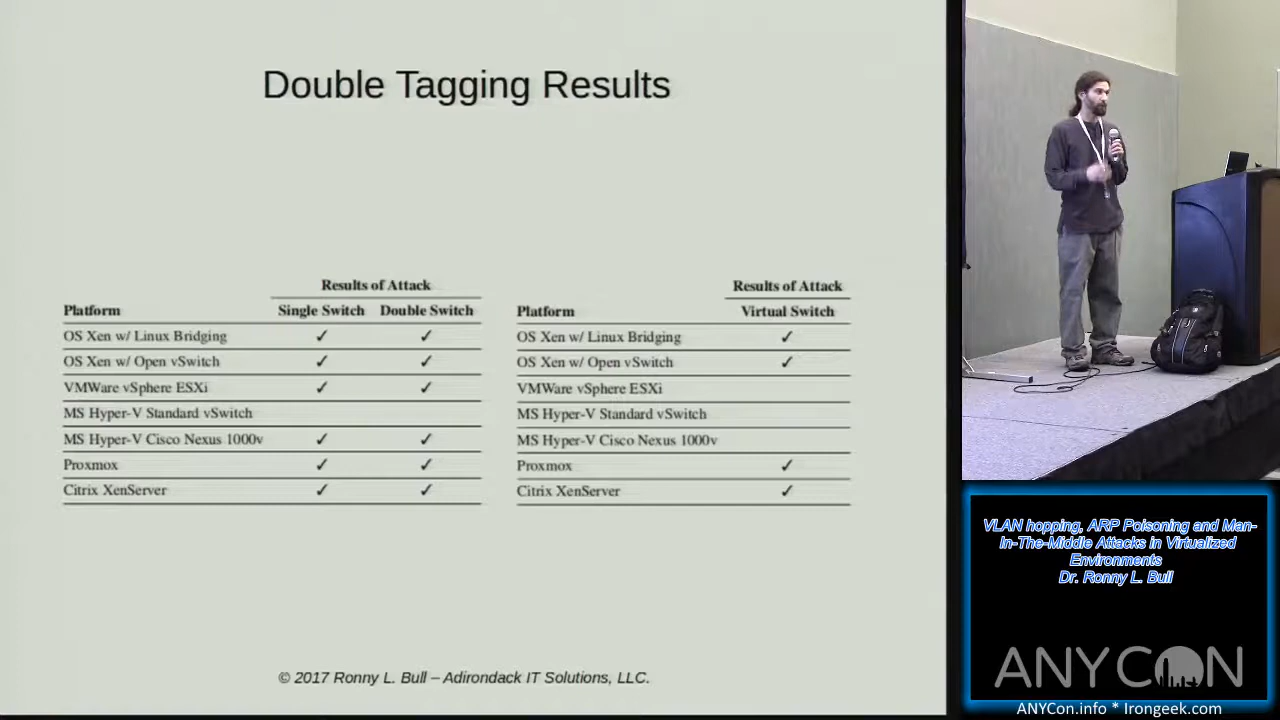 Double Tagging Results
Results of Attack
Platform Single Switch Double Switch
OS Xen w/ Linux Bridging ✓ ✓
OS Xen w/ Open vSwitch ✓ ✓
VMWare vSphere ESXi ✓ ✓
MS Hyper-V Standard vSwitch
MS Hyper-V Cisco Nexus 1000v ✓ ✓
Proxmox ✓ ✓
Citrix XenServer ✓ ✓
Results of Attack
Platform Virtual Switch
OS Xen w/ Linux Bridging ✓
OS Xen w/ Open vSwitch ✓
VMWare vSphere ESXi
MS Hyper-V Standard vSwitch
MS Hyper-V Cisco Nexus 1000v
Proxmox ✓
Citrix XenServer ✓
© 2017 Ronny L. Bull – Adirondack IT Solutions, LLC.
VLAN hopping, ARP Poisoning and Man-
In-The-Middle Attacks in Virtualized
Environments
Dr. Ronny L. Bull
ANYCON
ANYCon.info * Irongeek.com